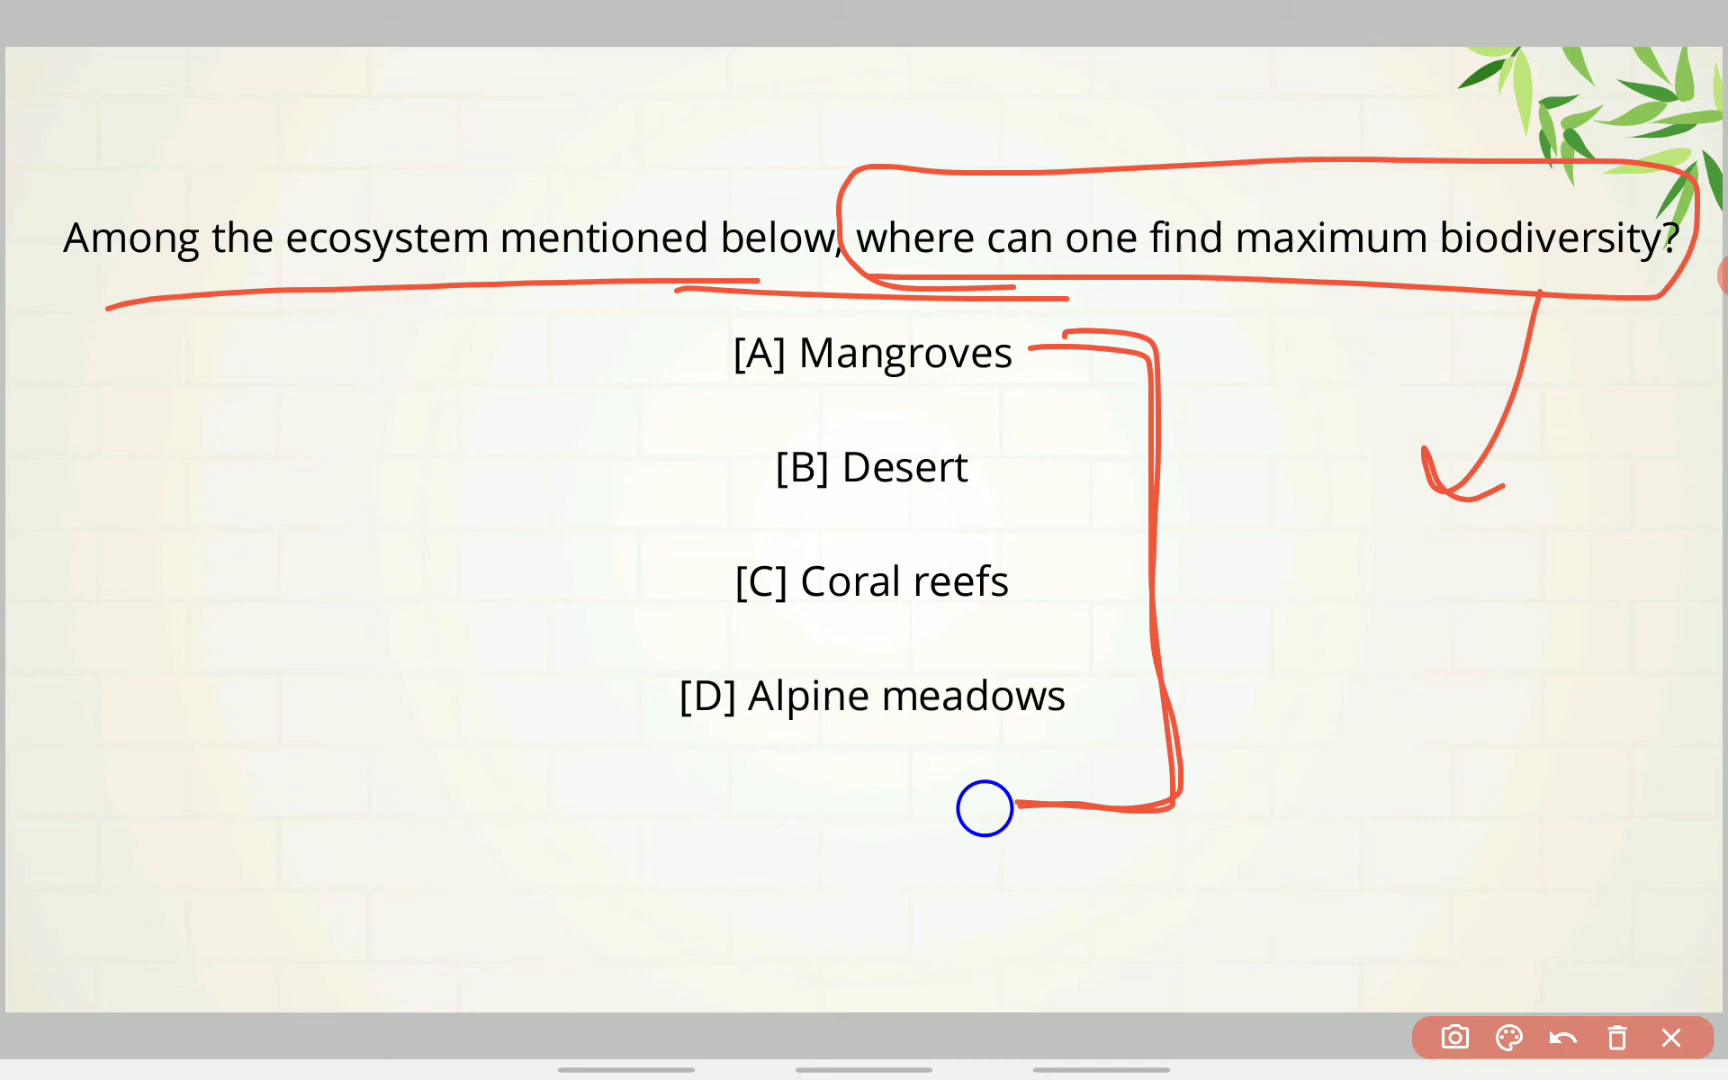 Among the ecosystem mentioned below, where can one find maximum biodiversity?
[A] Mangroves
[B] Desert
[C] Coral reefs
[D] Alpine meadows